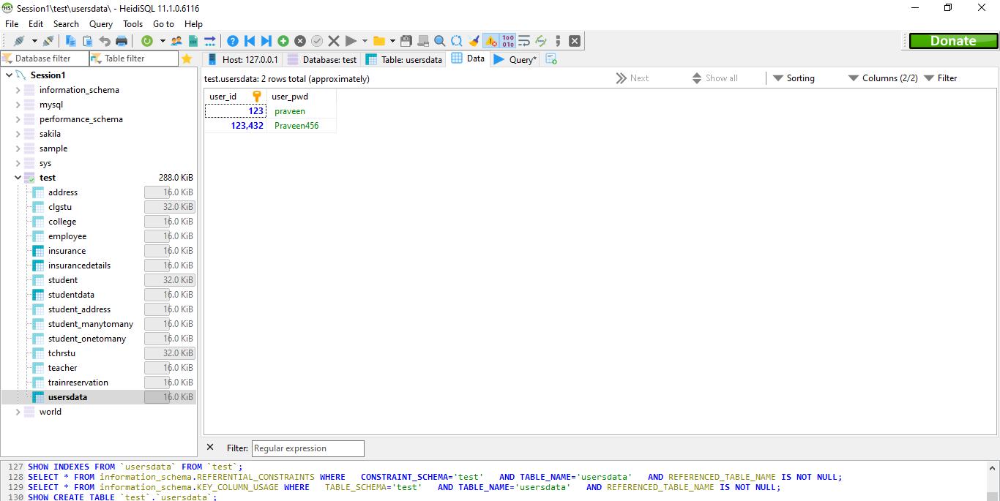 Session1\test\usersdata\ - HeidiSQL 11.1.0.6116
File Edit Search Query Tools Go to Help
Donate
Database filter Table filter Host: 127.0.0.1 Database: test Table: usersdata Data Query*
test.usersdata: 2 rows total (approximately) Next Show all Sorting Columns (2/2) Filter
user_id user_pwd
123 praveen
123,432 Praveen456
Session1
information_schema
mysql
performance_schema
sakila
sample
sys
test 288.0 KiB
address 16.0 KiB
clgstu 32.0 KiB
college 16.0 KiB
employee 16.0 KiB
insurance 16.0 KiB
insurancedetails 16.0 KiB
student 32.0 KiB
studentdata 16.0 KiB
student_address 16.0 KiB
student_manytomany 16.0 KiB
student_onetomany 16.0 KiB
tchrstu 32.0 KiB
teacher 16.0 KiB
trainreservation 16.0 KiB
usersdata 16.0 KiB
world
Filter: Regular expression
127 SHOW INDEXES FROM `usersdata` FROM `test`;
128 SELECT * FROM information_schema.REFERENTIAL_CONSTRAINTS WHERE CONSTRAINT_SCHEMA='test' AND TABLE_NAME='usersdata' AND REFERENCED_TABLE_NAME IS NOT NULL;
129 SELECT * FROM information_schema.KEY_COLUMN_USAGE WHERE TABLE_SCHEMA='test' AND TABLE_NAME='usersdata' AND REFERENCED_TABLE_NAME IS NOT NULL;
130 SHOW CREATE TABLE `test`.`usersdata`;